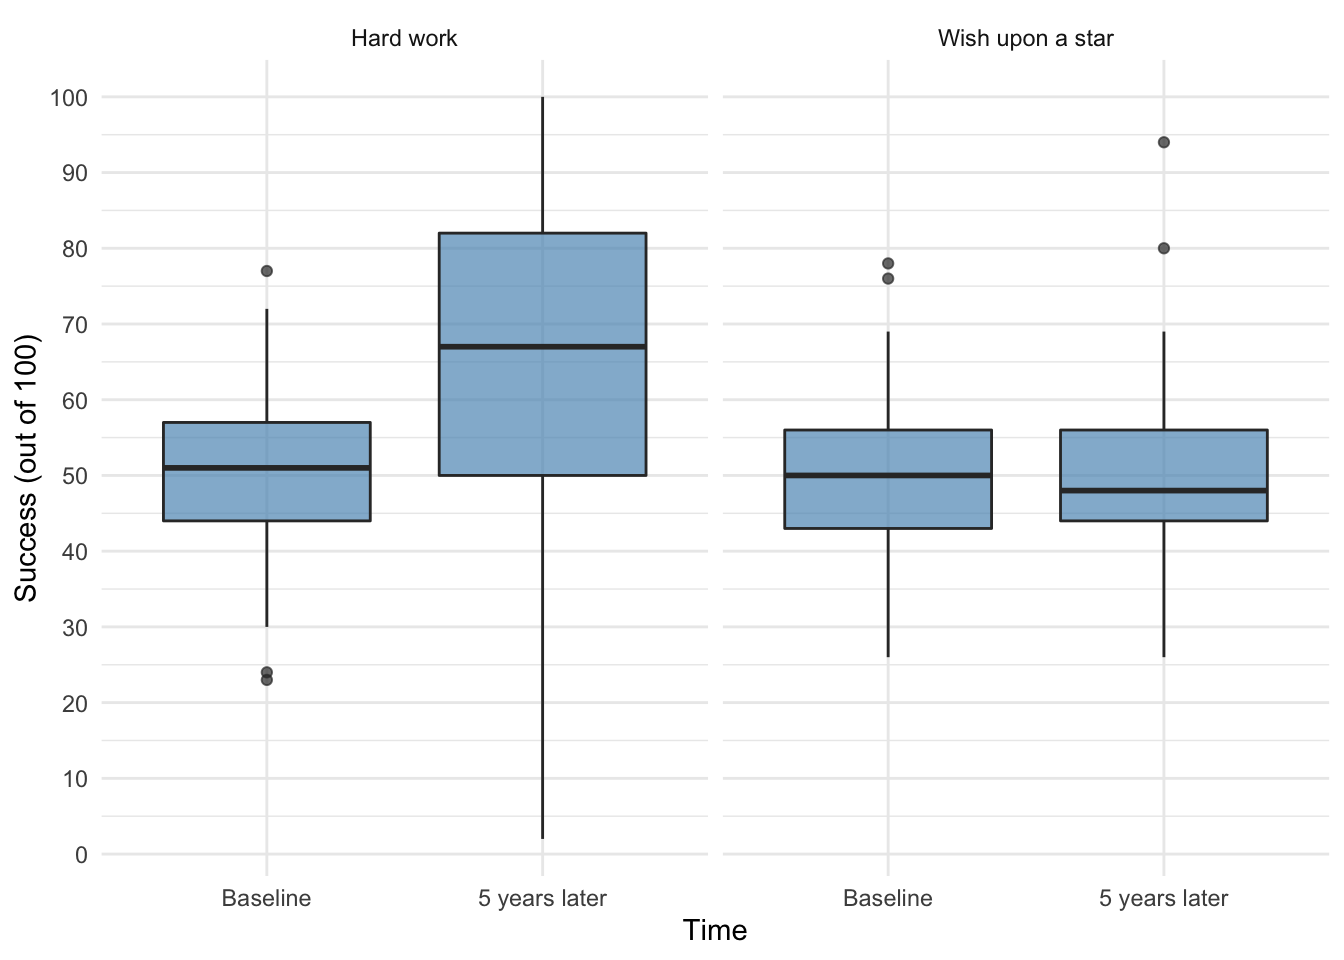 Hard work
Wish upon a star
Success (out of 100)
100
90
80
70
60
50
40
30
20
10
0
Baseline
5 years later
Baseline
5 years later
Time